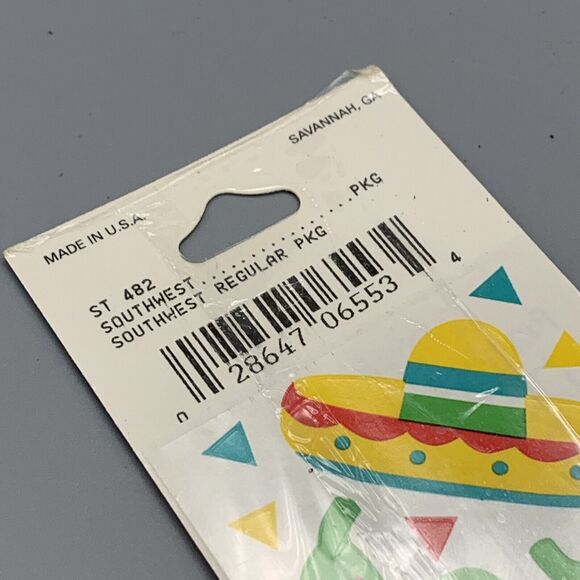 MADE IN U.S.A.
SAVANNAH, GA
ST 482
SOUTHWEST...................PKG
SOUTHWEST REGULAR PKG
0 28647 06553 4